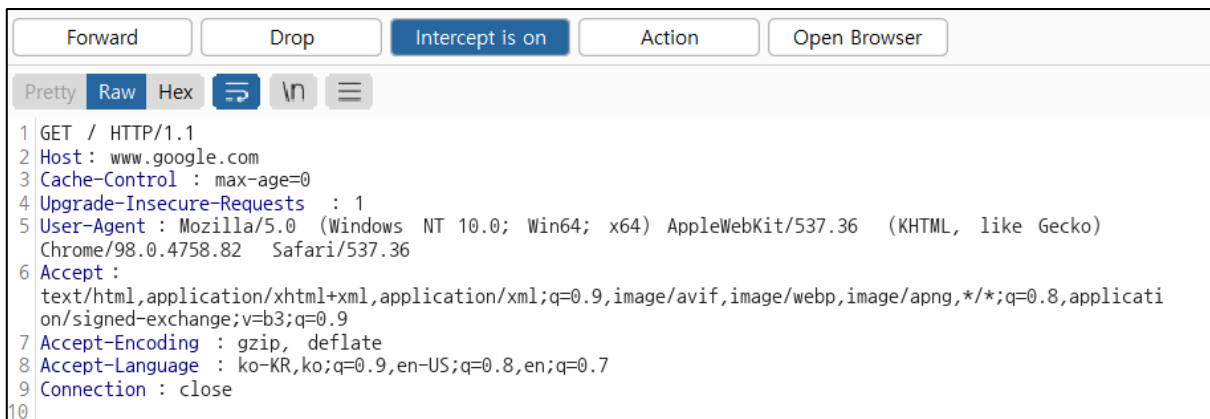 Forward Drop Intercept is on Action Open Browser
Pretty Raw Hex \n
1 GET / HTTP/1.1
2 Host : www.google.com
3 Cache-Control : max-age=0
4 Upgrade-Insecure-Requests : 1
5 User-Agent : Mozilla/5.0 (Windows NT 10.0; Win64; x64) AppleWebKit/537.36 (KHTML, like Gecko)
Chrome/98.0.4758.82 Safari/537.36
6 Accept :
text/html,application/xhtml+xml,application/xml;q=0.9,image/avif,image/webp,image/apng,*/*;q=0.8,applicati
on/signed-exchange;v=b3;q=0.9
7 Accept-Encoding : gzip, deflate
8 Accept-Language : ko-KR,ko;q=0.9,en-US;q=0.8,en;q=0.7
9 Connection : close
10